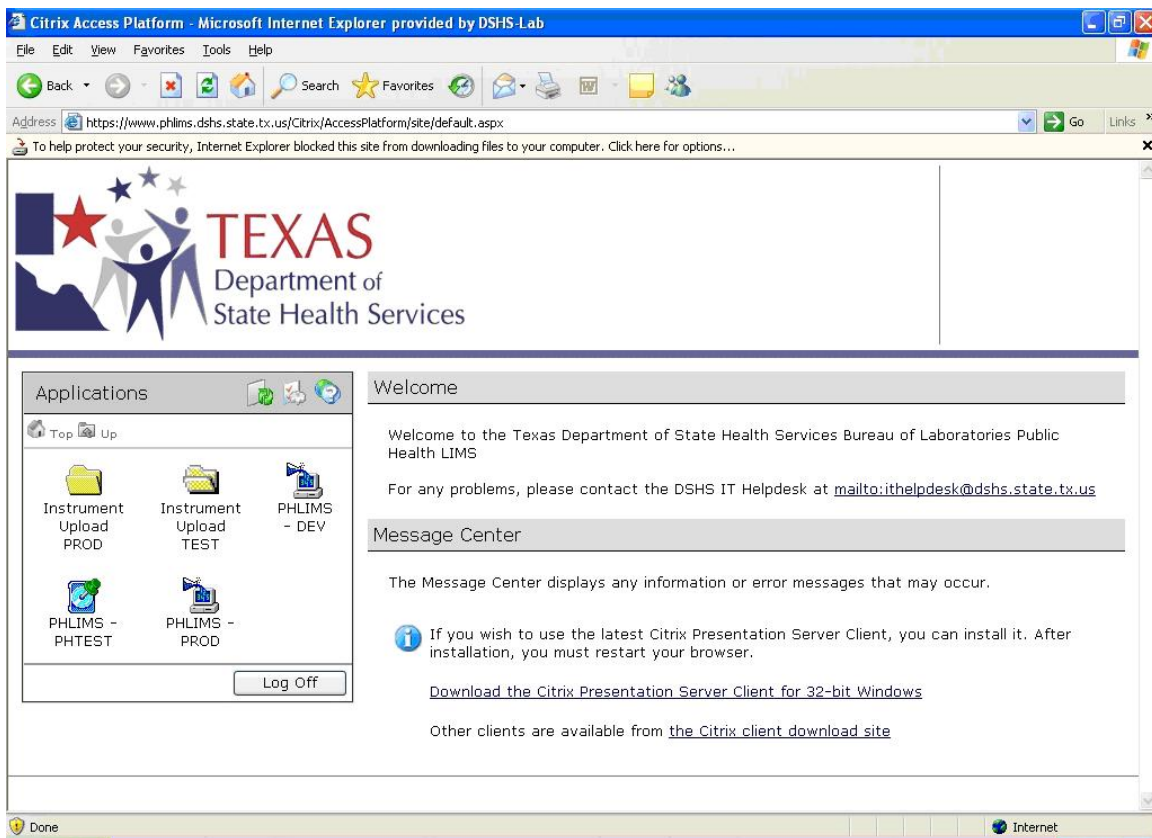 Citrix Access Platform - Microsoft Internet Explorer provided by DSHS-Lab
File Edit View Favorites Tools Help
Back Search Favorites
Address https://www.phlims.dshs.state.tx.us/Citrix/AccessPlatform/site/default.aspx Go Links »
To help protect your security, Internet Explorer blocked this site from downloading files to your computer. Click here for options...
TEXAS
Department of
State Health Services
Applications
Top Up
Instrument
Upload
PROD
Instrument
Upload
TEST
PHLIMS
- DEV
PHLIMS -
PHTEST
PHLIMS -
PROD
Log Off
Welcome
Welcome to the Texas Department of State Health Services Bureau of Laboratories Public
Health LIMS
For any problems, please contact the DSHS IT Helpdesk at mailto:ithelpdesk@dshs.state.tx.us
Message Center
The Message Center displays any information or error messages that may occur.
If you wish to use the latest Citrix Presentation Server Client, you can install it. After
installation, you must restart your browser.
Download the Citrix Presentation Server Client for 32-bit Windows
Other clients are available from the Citrix client download site
Done Internet